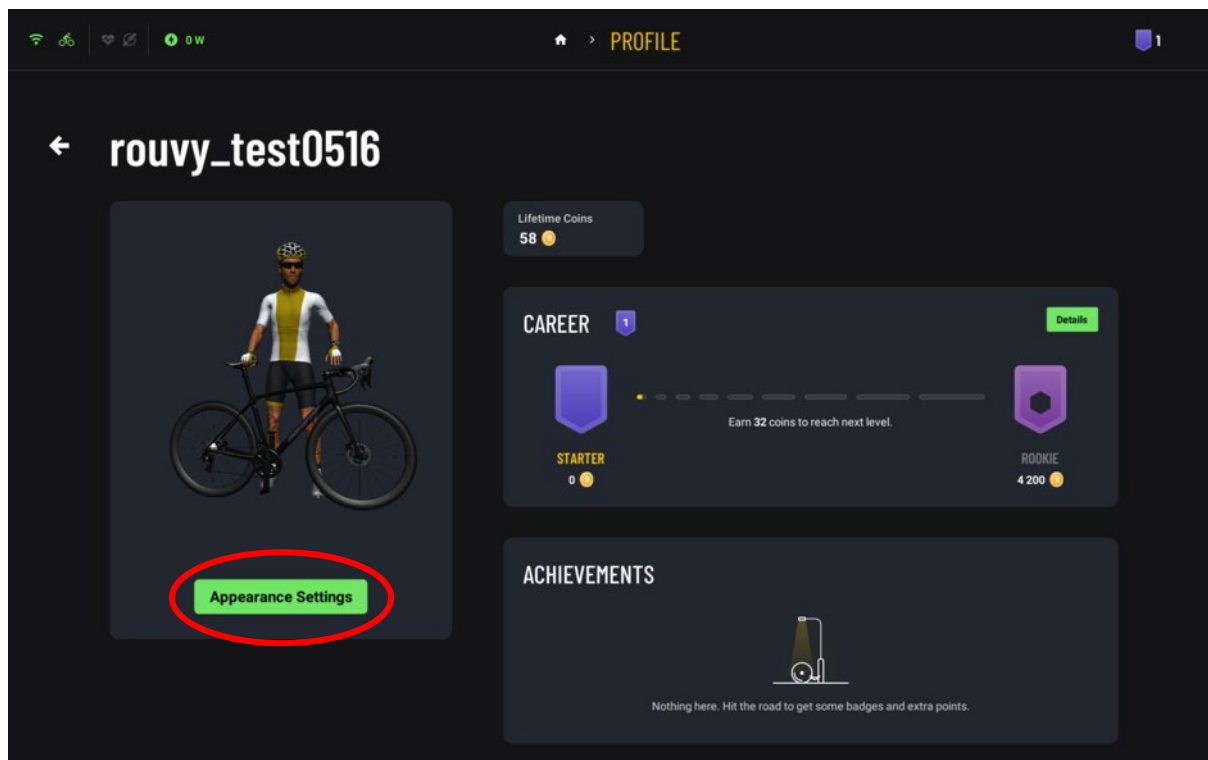 0 W
PROFILE
1
rouvy_test0516
Lifetime Coins
58
CAREER
1
Details
Earn 32 coins to reach next level.
STARTER
0
ROOKIE
4 200
Appearance Settings
ACHIEVEMENTS
Nothing here. Hit the road to get some badges and extra points.